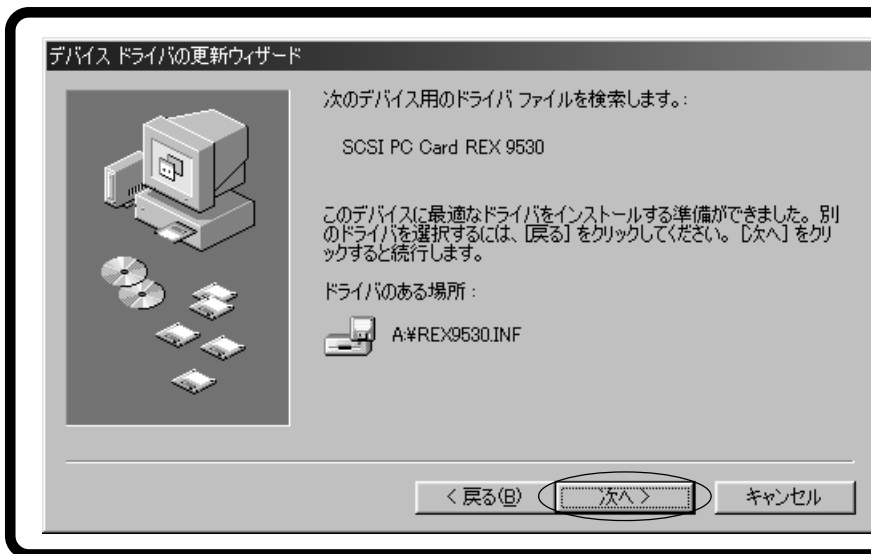 デバイス ドライバの更新ウィザード
次のデバイス用のドライバ ファイルを検索します。:
SCSI PC Card REX 9530
このデバイスに最適なドライバをインストールする準備ができました。別
のドライバを選択するには、[戻る] をクリックしてください。[次へ] をクリ
ックすると続行します。
ドライバのある場所 :
A:¥REX9530.INF
< 戻る(B)
次へ >
キャンセル